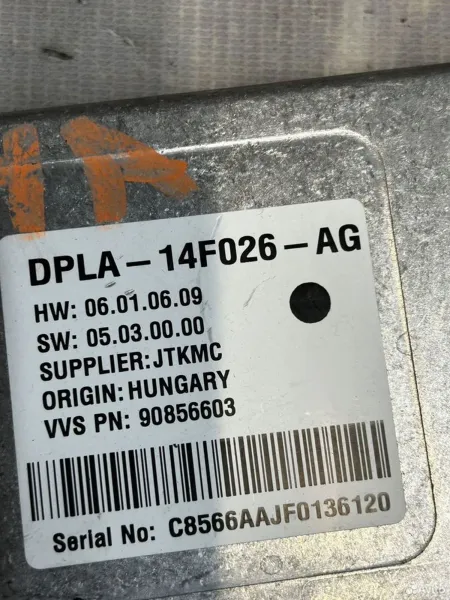 DPLA-14F026-AG
HW: 06.01.06.09
SW: 05.03.00.00
SUPPLIER:JTKMC
ORIGIN:HUNGARY
VVS PN: 90856603
Serial No: C8566AAJF0136120